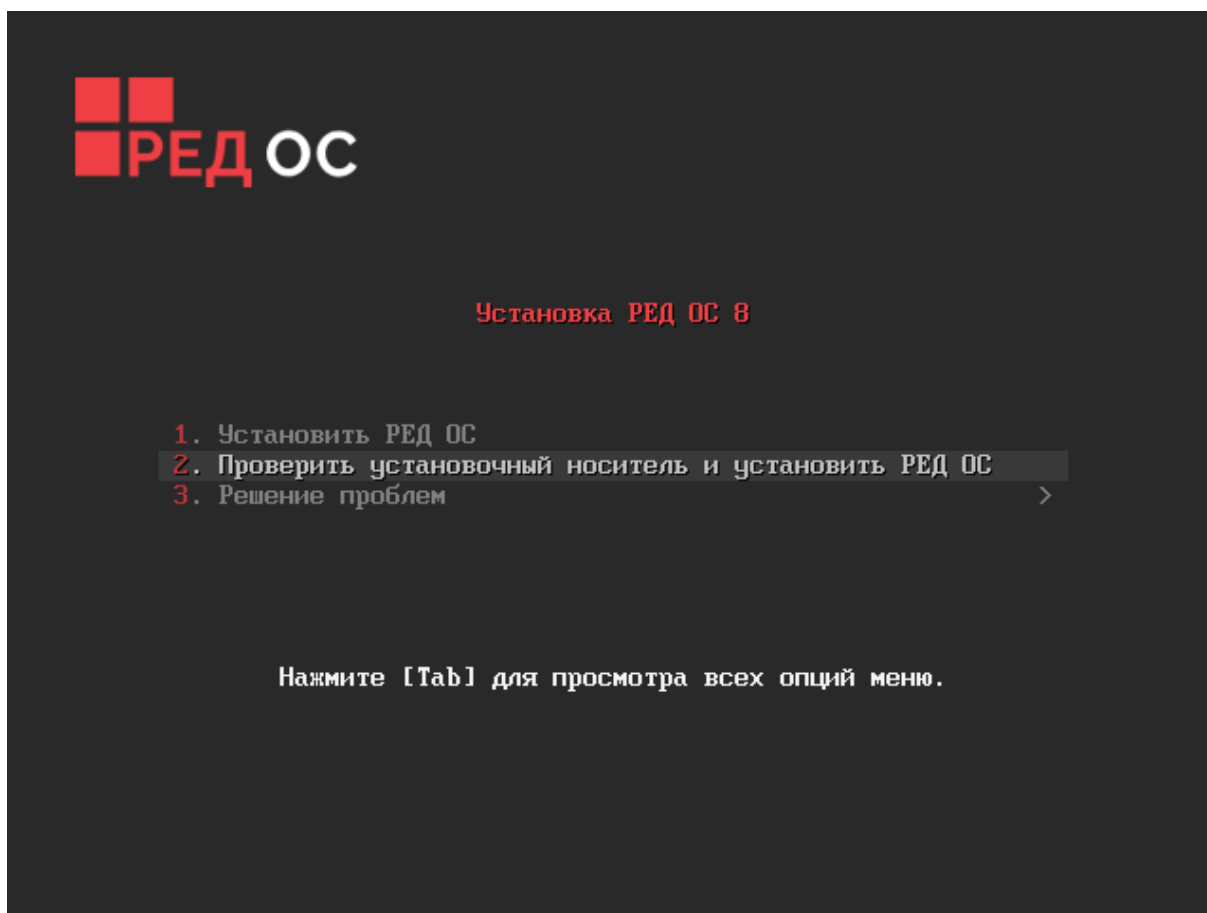 РЕД ОС
Установка РЕД ОС 8
1. Установить РЕД ОС
2. Проверить установочный носитель и установить РЕД ОС
3. Решение проблем >
Нажмите [Tab] для просмотра всех опций меню.